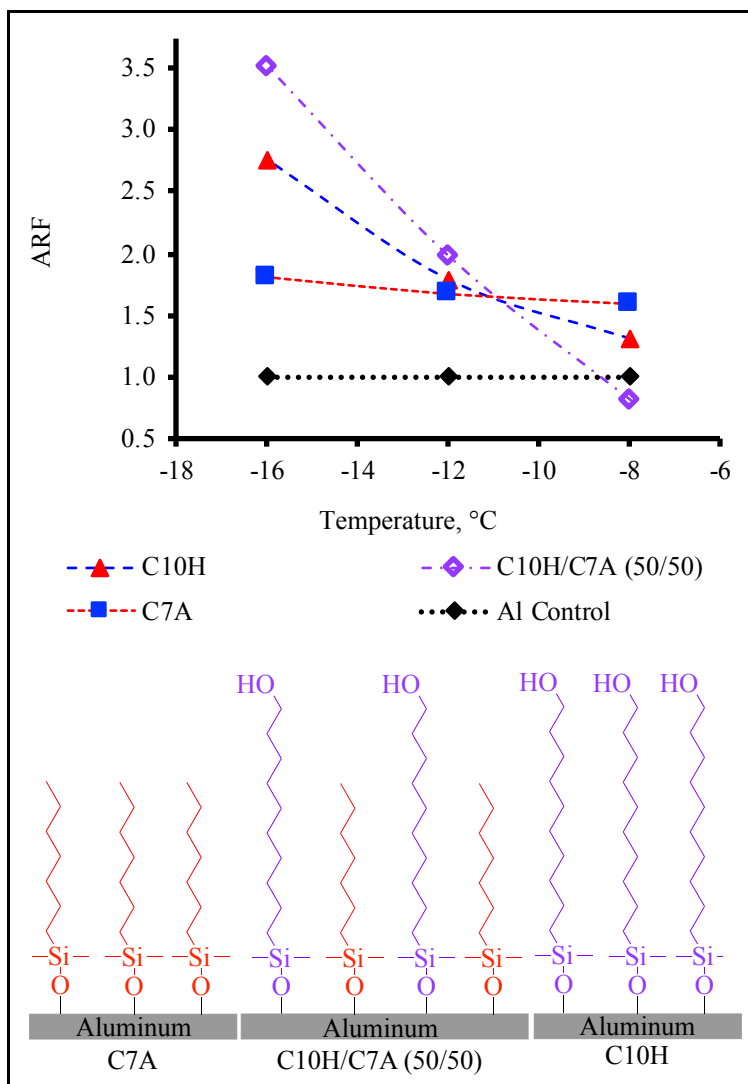 3.5
3.0
2.5
ARF
2.0
1.5
1.0
0.5
-18 -16 -14 -12 -10 -8 -6
Temperature, °C
C10H C10H/C7A (50/50)
C7A Al Control
HO HO HO HO HO
Si Si Si Si Si Si Si Si Si Si
O O O O O O O O O O
Aluminum Aluminum Aluminum
C7A C10H/C7A (50/50) C10H